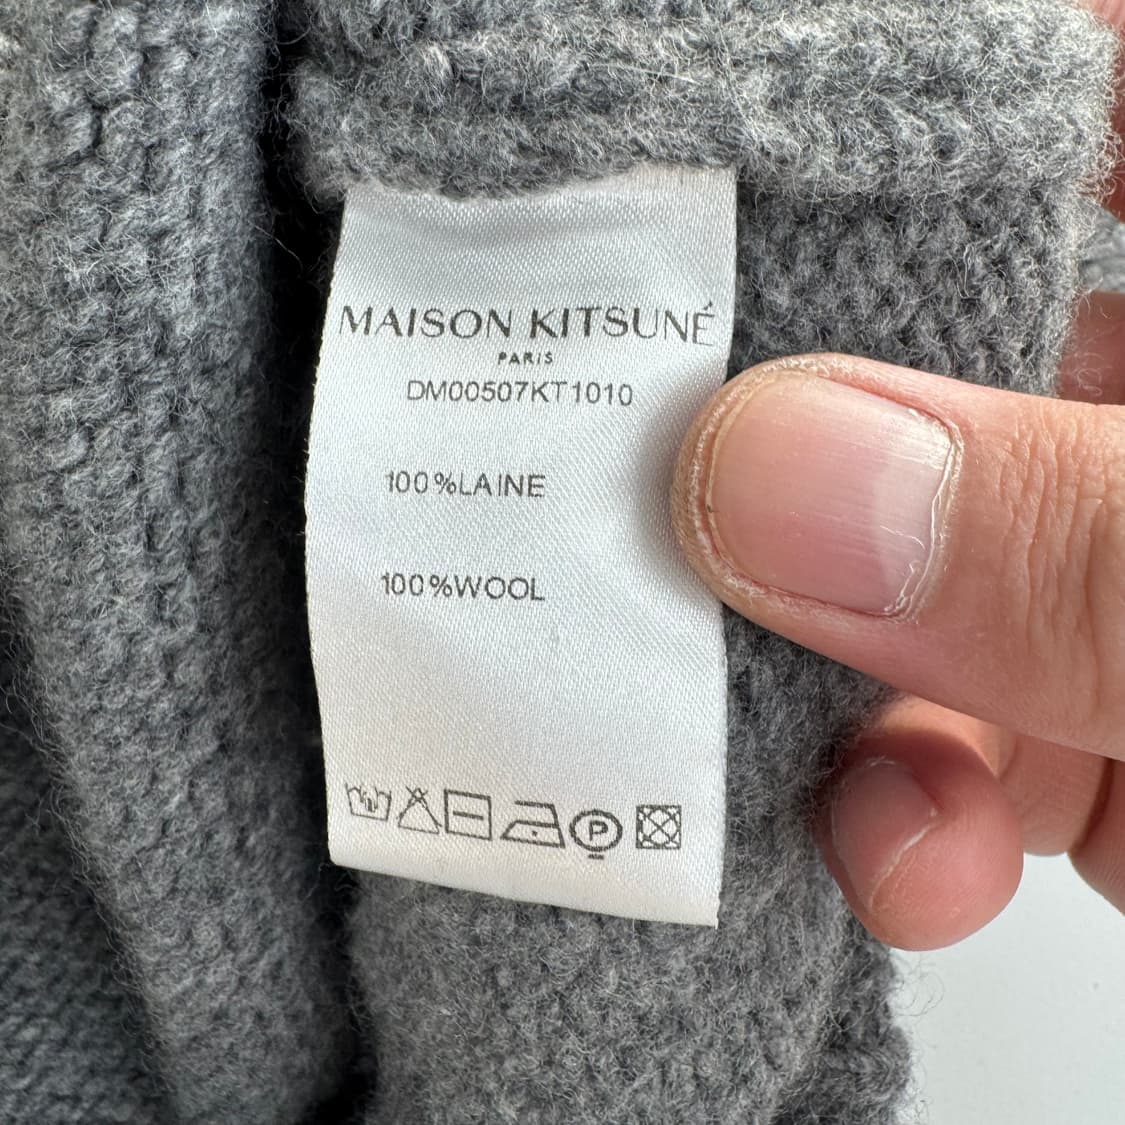 MAISON KITSUNÉ
PARIS
DM00507KT1010
100%LAINE
100%WOOL
P